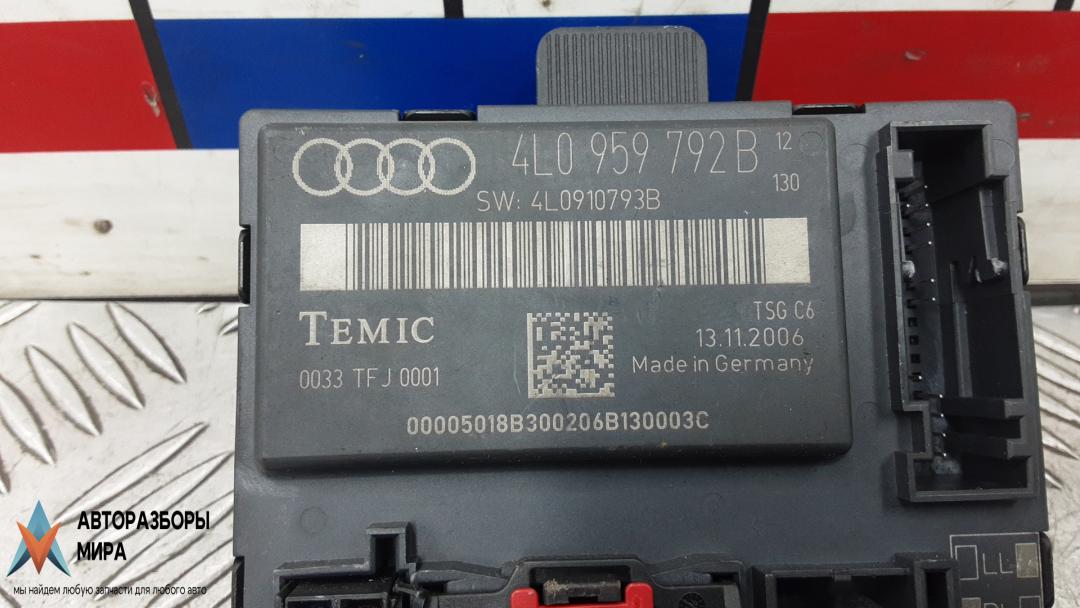 4L0 959 792 B 12
130
SW: 4L0910793B
TEMIC
TSG C6
13.11.2006
0033 TFJ 0001
Made in Germany
00005018B300206B130003C
LL
АВТОРАЗБОРЫ
МИРА
мы найдем любую запчасти для любого авто